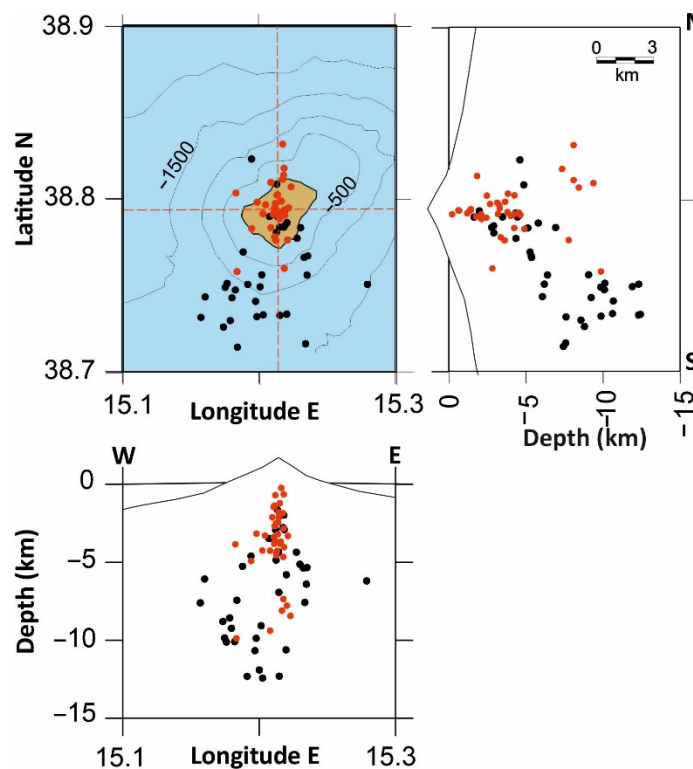 38.9
38.8
38.7
Latitude N
−1500
−500
15.1
15.3
Longitude E
N
S
0
3
km
0
−5
−10
−15
Depth (km)
W
E
0
−5
−10
−15
Depth (km)
15.1
15.3
Longitude E